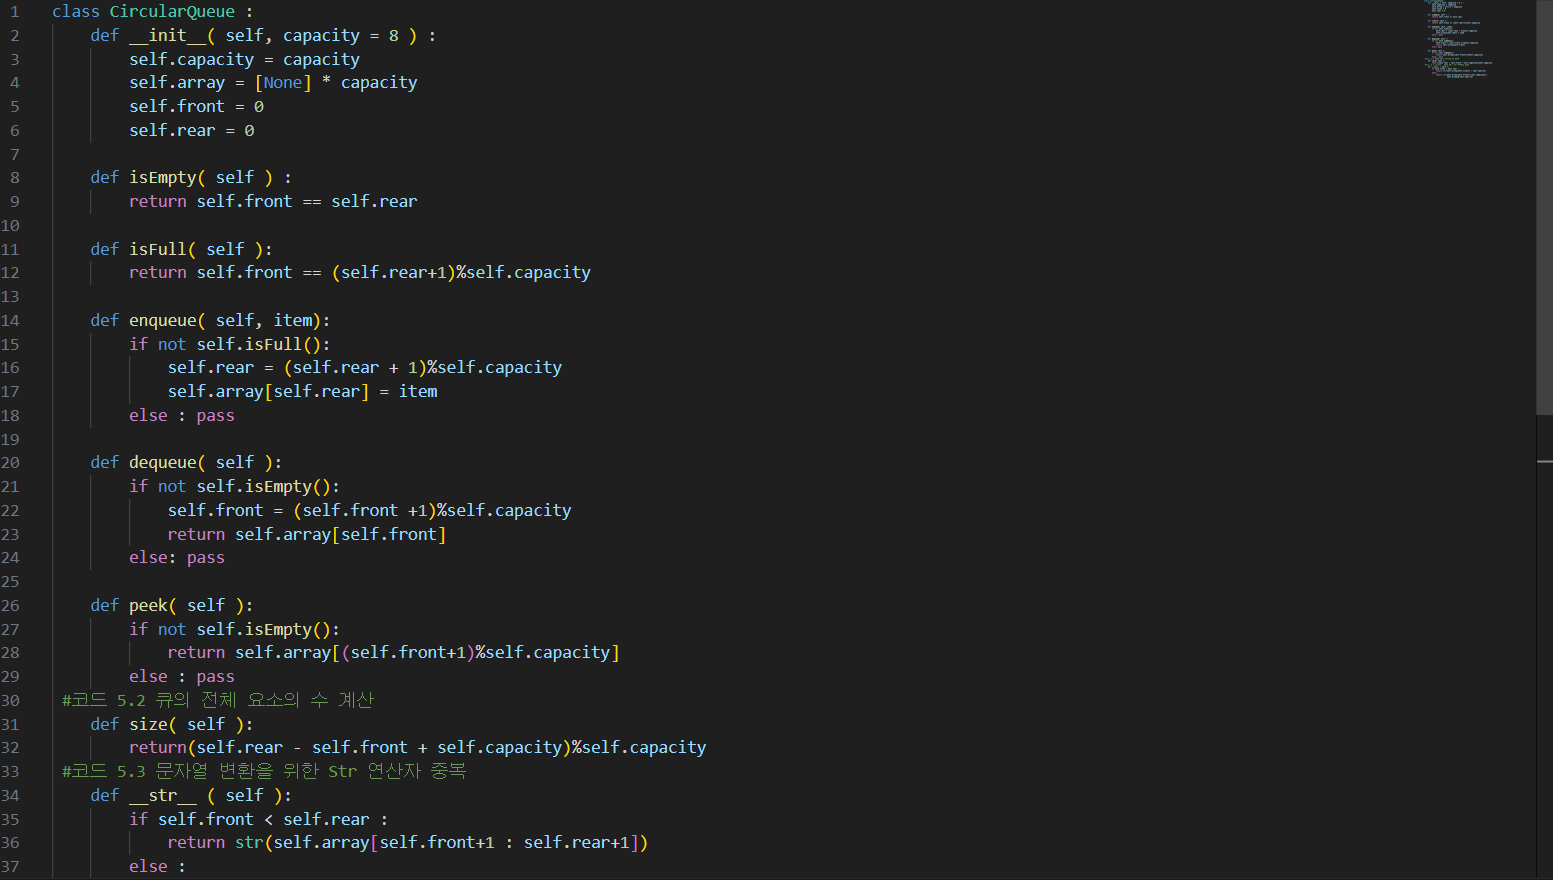 1 class CircularQueue :
2     def __init__( self, capacity = 8 ) :
3         self.capacity = capacity
4         self.array = [None] * capacity
5         self.front = 0
6         self.rear = 0
7
8     def isEmpty( self ) :
9         return self.front == self.rear
10
11     def isFull( self ):
12         return self.front == (self.rear+1)%self.capacity
13
14     def enqueue( self, item):
15         if not self.isFull():
16             self.rear = (self.rear + 1)%self.capacity
17             self.array[self.rear] = item
18         else : pass
19
20     def dequeue( self ):
21         if not self.isEmpty():
22             self.front = (self.front +1)%self.capacity
23             return self.array[self.front]
24         else: pass
25
26     def peek( self ):
27         if not self.isEmpty():
28             return self.array[(self.front+1)%self.capacity]
29         else : pass
30  #코드 5.2 큐의 전체 요소의 수 계산
31     def size( self ):
32         return(self.rear - self.front + self.capacity)%self.capacity
33  #코드 5.3 문자열 변환을 위한 Str 연산자 중복
34     def __str__ ( self ):
35         if self.front < self.rear :
36             return str(self.array[self.front+1 : self.rear+1])
37         else :